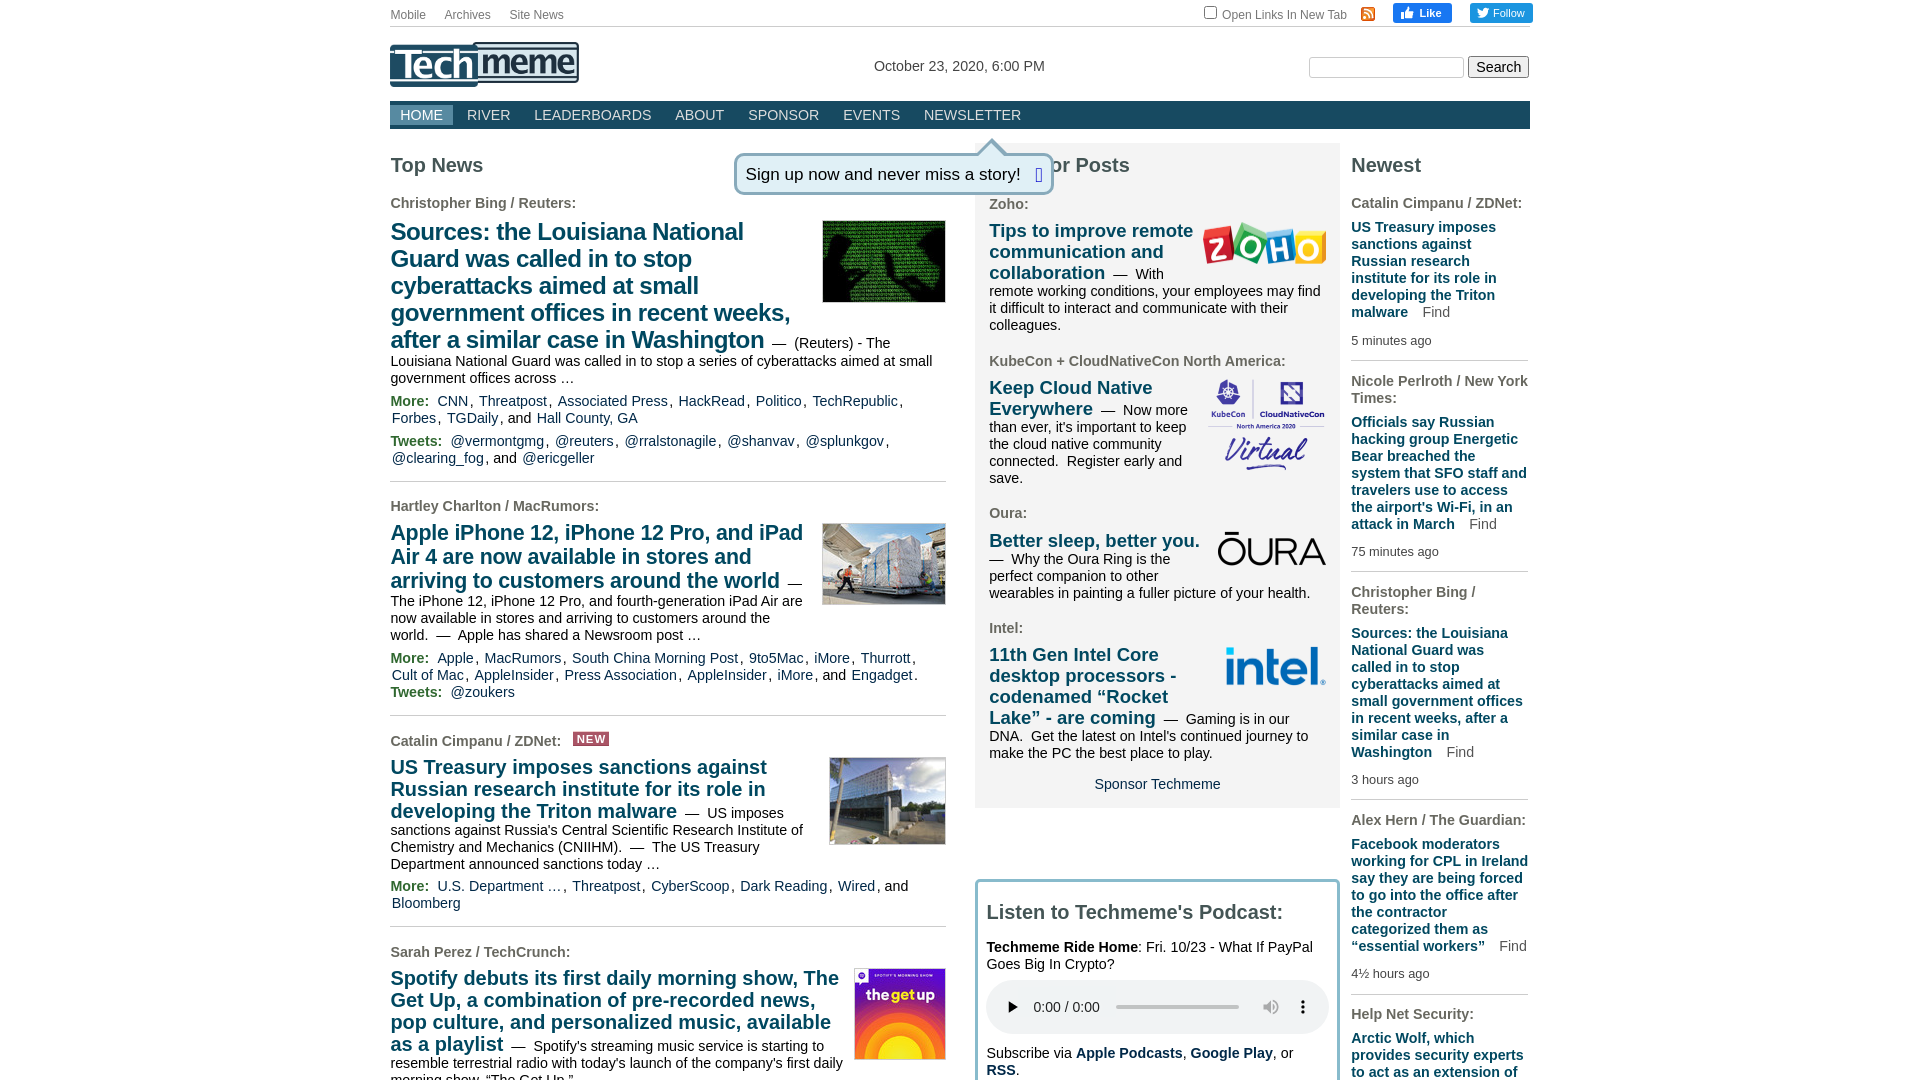 Mobile Archives Site News
Open Links In New Tab
Like
Follow
Techmeme
October 23, 2020, 6:00 PM
Search
HOME RIVER LEADERBOARDS ABOUT SPONSOR EVENTS NEWSLETTER
Sign up now and never miss a story!
Top News
Christopher Bing / Reuters:
Sources: the Louisiana National
Guard was called in to stop
cyberattacks aimed at small
government offices in recent weeks,
after a similar case in Washington — (Reuters) - The
Louisiana National Guard was called in to stop a series of cyberattacks aimed at small
government offices across …
More: CNN, Threatpost, Associated Press, HackRead, Politico, TechRepublic,
Forbes, TGDaily, and Hall County, GA
Tweets: @vermontgmg, @reuters, @rralstonagile, @shanvav, @splunkgov,
@clearing_fog, and @ericgeller
Hartley Charlton / MacRumors:
Apple iPhone 12, iPhone 12 Pro, and iPad
Air 4 are now available in stores and
arriving to customers around the world —
The iPhone 12, iPhone 12 Pro, and fourth-generation iPad Air are
now available in stores and arriving to customers around the
world. — Apple has shared a Newsroom post …
More: Apple, MacRumors, South China Morning Post, 9to5Mac, iMore, Thurrott,
Cult of Mac, AppleInsider, Press Association, AppleInsider, iMore, and Engadget.
Tweets: @zoukers
Catalin Cimpanu / ZDNet: NEW
US Treasury imposes sanctions against
Russian research institute for its role in
developing the Triton malware — US imposes
sanctions against Russia's Central Scientific Research Institute of
Chemistry and Mechanics (CNIIHM). — The US Treasury
Department announced sanctions today …
More: U.S. Department …, Threatpost, CyberScoop, Dark Reading, Wired, and
Bloomberg
Sarah Perez / TechCrunch:
Spotify debuts its first daily morning show, The
Get Up, a combination of pre-recorded news,
pop culture, and personalized music, available
as a playlist — Spotify's streaming music service is starting to
resemble terrestrial radio with today's launch of the company's first daily
morning show, “The Get Up.”
SPOTIFY'S MORNING SHOW
the get up
or Posts
Zoho:
ZOHO
Tips to improve remote
communication and
collaboration — With
remote working conditions, your employees may find
it difficult to interact and communicate with their
colleagues.
KubeCon + CloudNativeCon North America:
Keep Cloud Native
Everywhere — Now more
than ever, it's important to keep
the cloud native community
connected. Register early and
save.
KubeCon CloudNativeCon
North America 2020
Virtual
Oura:
Better sleep, better you.
— Why the Oura Ring is the
perfect companion to other
wearables in painting a fuller picture of your health.
ŌURA
Intel:
11th Gen Intel Core
desktop processors -
codenamed “Rocket
Lake” - are coming — Gaming is in our
DNA. Get the latest on Intel's continued journey to
make the PC the best place to play.
intel
Sponsor Techmeme
Listen to Techmeme's Podcast:
Techmeme Ride Home: Fri. 10/23 - What If PayPal
Goes Big In Crypto?
0:00 / 0:00
Subscribe via Apple Podcasts, Google Play, or
RSS.
Newest
Catalin Cimpanu / ZDNet:
US Treasury imposes
sanctions against
Russian research
institute for its role in
developing the Triton
malware Find
5 minutes ago
Nicole Perlroth / New York
Times:
Officials say Russian
hacking group Energetic
Bear breached the
system that SFO staff and
travelers use to access
the airport's Wi-Fi, in an
attack in March Find
75 minutes ago
Christopher Bing /
Reuters:
Sources: the Louisiana
National Guard was
called in to stop
cyberattacks aimed at
small government offices
in recent weeks, after a
similar case in
Washington Find
3 hours ago
Alex Hern / The Guardian:
Facebook moderators
working for CPL in Ireland
say they are being forced
to go into the office after
the contractor
categorized them as
“essential workers” Find
4½ hours ago
Help Net Security:
Arctic Wolf, which
provides security experts
to act as an extension of